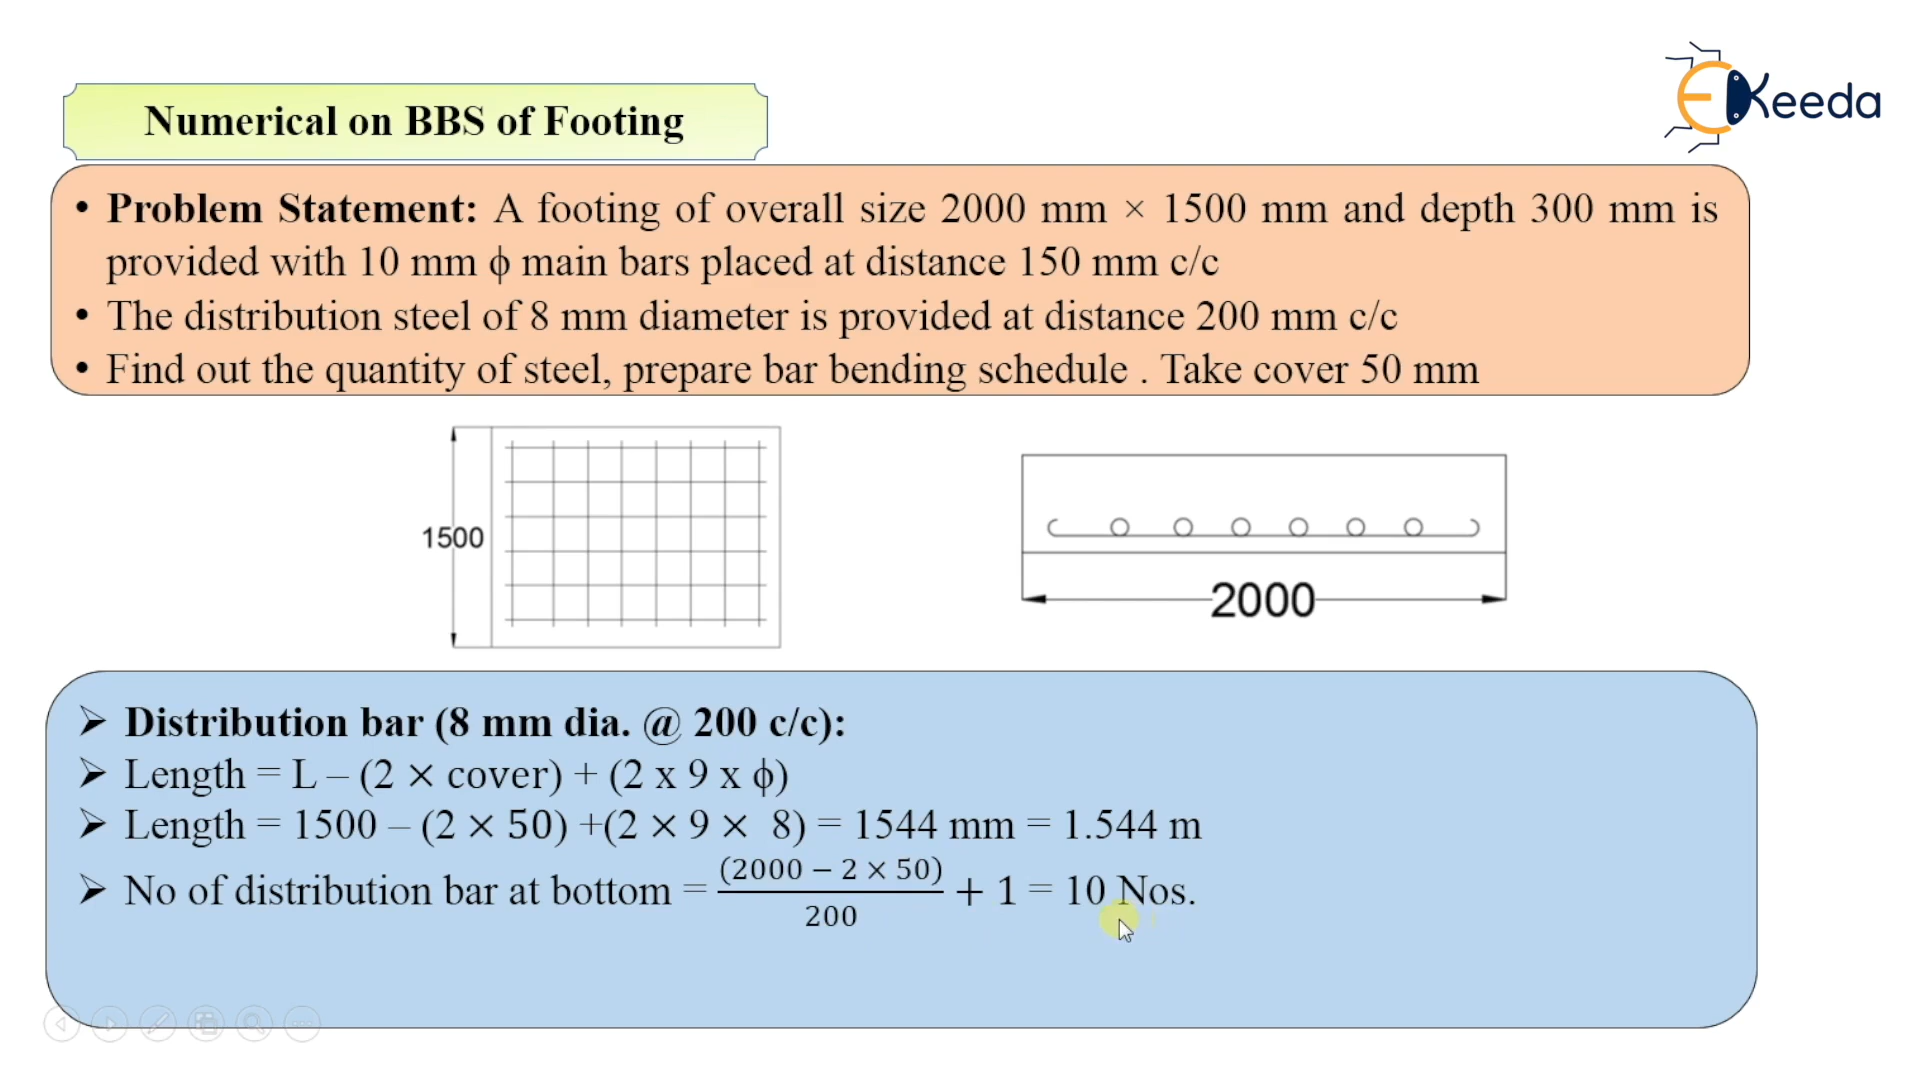 Keeda
Numerical on BBS of Footing
• Problem Statement: A footing of overall size 2000 mm × 1500 mm and depth 300 mm is
provided with 10 mm ϕ main bars placed at distance 150 mm c/c
• The distribution steel of 8 mm diameter is provided at distance 200 mm c/c
• Find out the quantity of steel, prepare bar bending schedule . Take cover 50 mm
1500
2000
➢ Distribution bar (8 mm dia. @ 200 c/c):
➢ Length = L – (2 × cover) + (2 x 9 x ϕ)
➢ Length = 1500 – (2 × 50) +(2 × 9 × 8) = 1544 mm = 1.544 m
➢ No of distribution bar at bottom = (2000 − 2 × 50)/200 + 1 = 10 Nos.